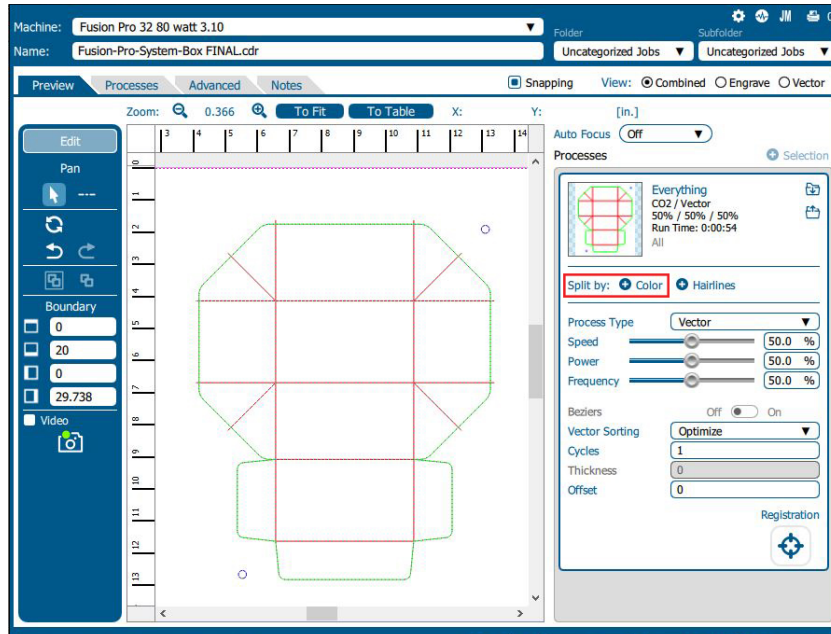 JM
Machine: Fusion Pro 32 80 watt 3.10
Folder Subfolder
Name: Fusion-Pro-System-Box FINAL.cdr
Uncategorized Jobs Uncategorized Jobs
Preview Processes Advanced Notes
Snapping View: Combined Engrave Vector
Zoom: 0.366 To Fit To Table X: Y: [in.]
Auto Focus Off
Processes Selection
3 4 5 6 7 8 9 10 11 12 13 14
0
1
2
3
4
5
6
7
8
9
10
11
12
13
Edit
Pan
Boundary
0
20
0
29.738
Video
Everything
CO2 / Vector
50% / 50% / 50%
Run Time: 0:00:54
All
Split by: Color Hairlines
Process Type Vector
Speed 50.0 %
Power 50.0 %
Frequency 50.0 %
Beziers Off On
Vector Sorting Optimize
Cycles 1
Thickness 0
Offset 0
Registration